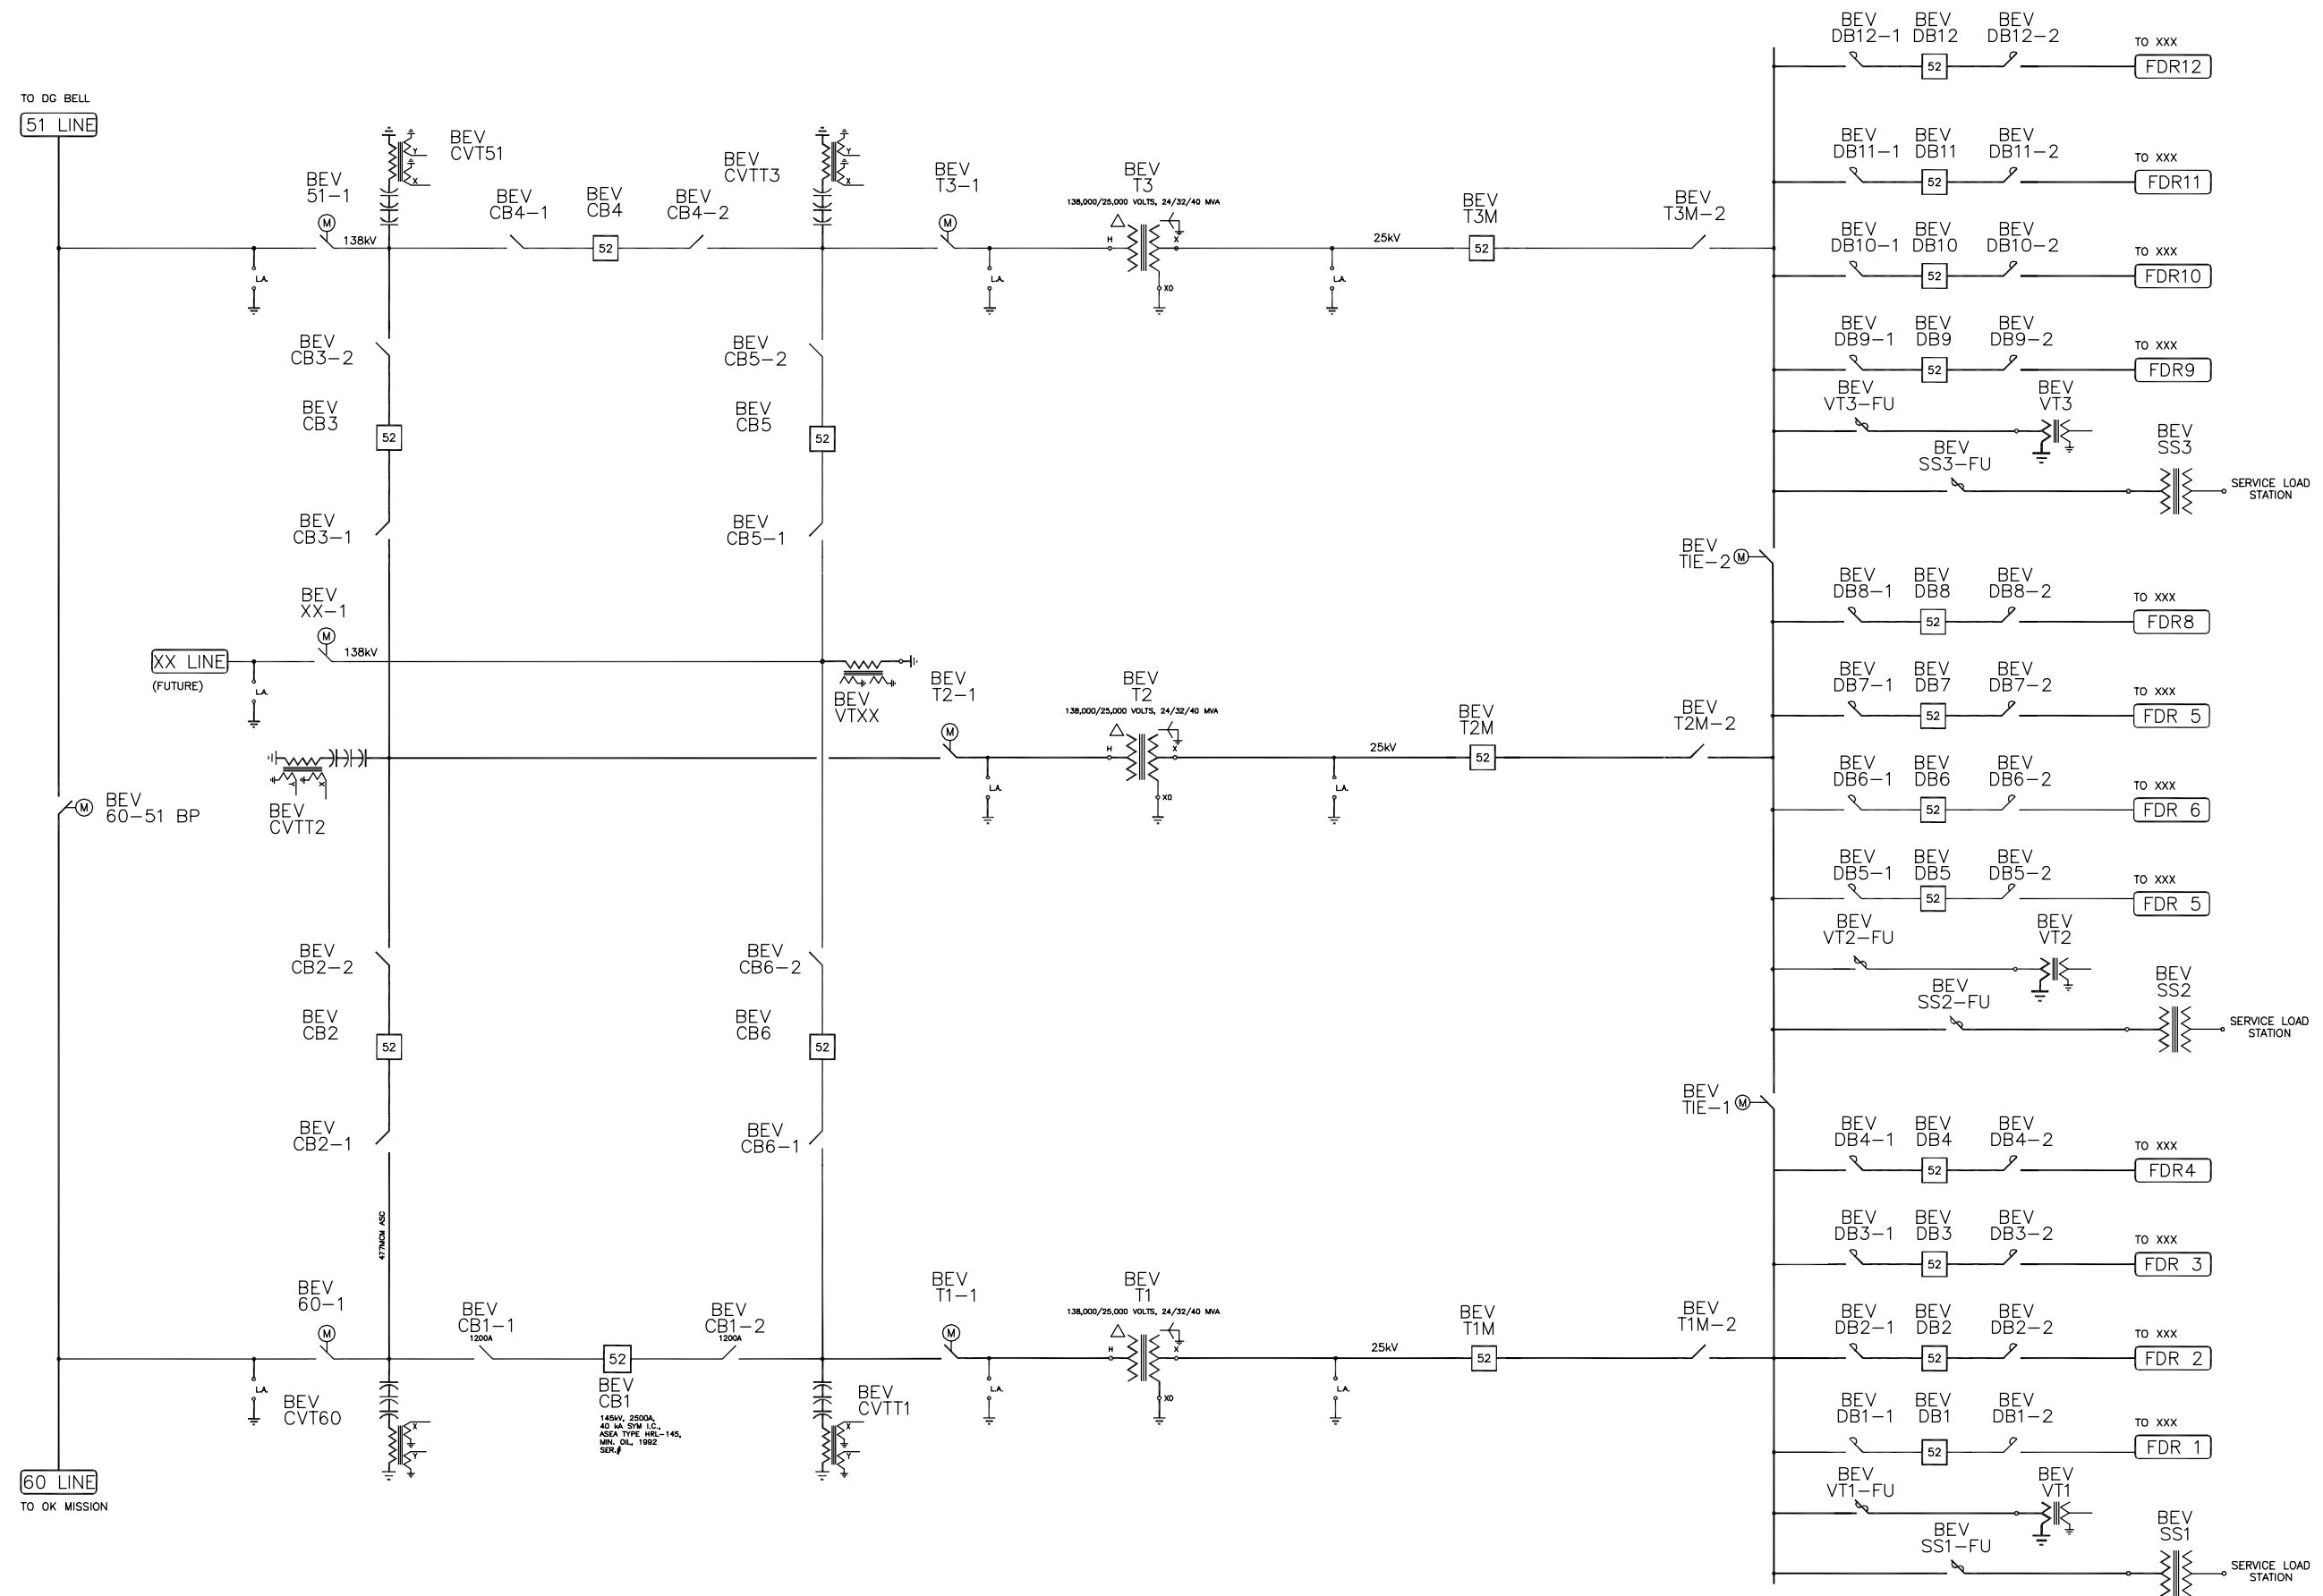 BEV BEV BEV
DB12-1 DB12 DB12-2
TO XXX
52
FDR12
TO DG BELL
51 LINE
BEV
CVT51
Y
X
BEV
CVTT3
Y
X
BEV BEV BEV
DB11-1 DB11 DB11-2
TO XXX
52
FDR11
BEV
51-1
M
138kV
L.A.
BEV
CB4-1
BEV
CB4
52
BEV
CB4-2
BEV
T3-1
M
L.A.
BEV
T3
138,000/25,000 VOLTS, 24/32/40 MVA
H
X
XO
L.A.
25kV
BEV
T3M
52
BEV
T3M-2
BEV BEV BEV
DB10-1 DB10 DB10-2
TO XXX
52
FDR10
BEV
CB3-2
BEV
CB5-2
BEV BEV BEV
DB9-1 DB9 DB9-2
TO XXX
52
FDR9
BEV
CB3
52
BEV
CB5
52
BEV
VT3-FU
BEV
VT3
BEV
SS3-FU
BEV
SS3
SERVICE LOAD
STATION
BEV
CB3-1
BEV
CB5-1
BEV
TIE-2
M
BEV
XX-1
M
BEV BEV BEV
DB8-1 DB8 DB8-2
TO XXX
52
FDR8
XX LINE
(FUTURE)
138kV
L.A.
BEV
VTXX
BEV
T2-1
M
L.A.
BEV
T2
138,000/25,000 VOLTS, 24/32/40 MVA
H
X
XO
L.A.
25kV
BEV
T2M
52
BEV
T2M-2
BEV BEV BEV
DB7-1 DB7 DB7-2
TO XXX
52
FDR 5
Y
X
BEV
CVTT2
M
BEV
60-51 BP
BEV BEV BEV
DB6-1 DB6 DB6-2
TO XXX
52
FDR 6
BEV BEV BEV
DB5-1 DB5 DB5-2
TO XXX
52
FDR 5
BEV
CB2-2
BEV
CB6-2
BEV
VT2-FU
BEV
VT2
BEV
SS2-FU
BEV
SS2
SERVICE LOAD
STATION
BEV
CB2
52
BEV
CB6
52
BEV
CB2-1
BEV
CB6-1
BEV
TIE-1
M
BEV BEV BEV
DB4-1 DB4 DB4-2
TO XXX
52
FDR4
477MCM ASC
BEV BEV BEV
DB3-1 DB3 DB3-2
TO XXX
52
FDR 3
BEV
60-1
M
L.A.
BEV
CVT60
X
Y
BEV
CB1-1
1200A
52
BEV
CB1
145kV, 2500A,
40 kA SYM I.C.,
ASEA TYPE HRL-145,
MIN. OIL, 1992
SER.#
BEV
CB1-2
1200A
BEV
CVTT1
X
Y
BEV
T1-1
M
L.A.
BEV
T1
138,000/25,000 VOLTS, 24/32/40 MVA
H
X
XO
L.A.
25kV
BEV
T1M
52
BEV
T1M-2
BEV BEV BEV
DB2-1 DB2 DB2-2
TO XXX
52
FDR 2
BEV BEV BEV
DB1-1 DB1 DB1-2
TO XXX
52
FDR 1
60 LINE
TO OK MISSION
BEV
VT1-FU
BEV
VT1
BEV
SS1-FU
BEV
SS1
SERVICE LOAD
STATION